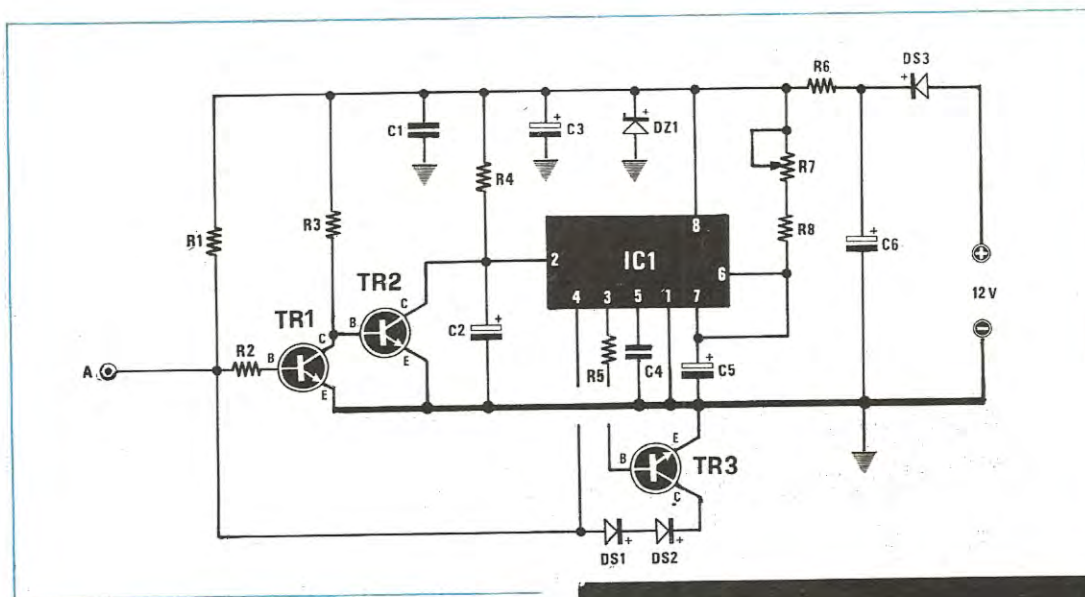 DS3
R6
C1
+
C3
DZ1
R4
R7
R1
R3
8
R8
+
C6
TR2
2
IC1
6
+
C
TR1
B
4
3
5
1
7
12 V
C2
+
−
R2
C
E
+
A
B
R5
C4
C5
E
E
B
TR3
C
+
+
DS1
DS2